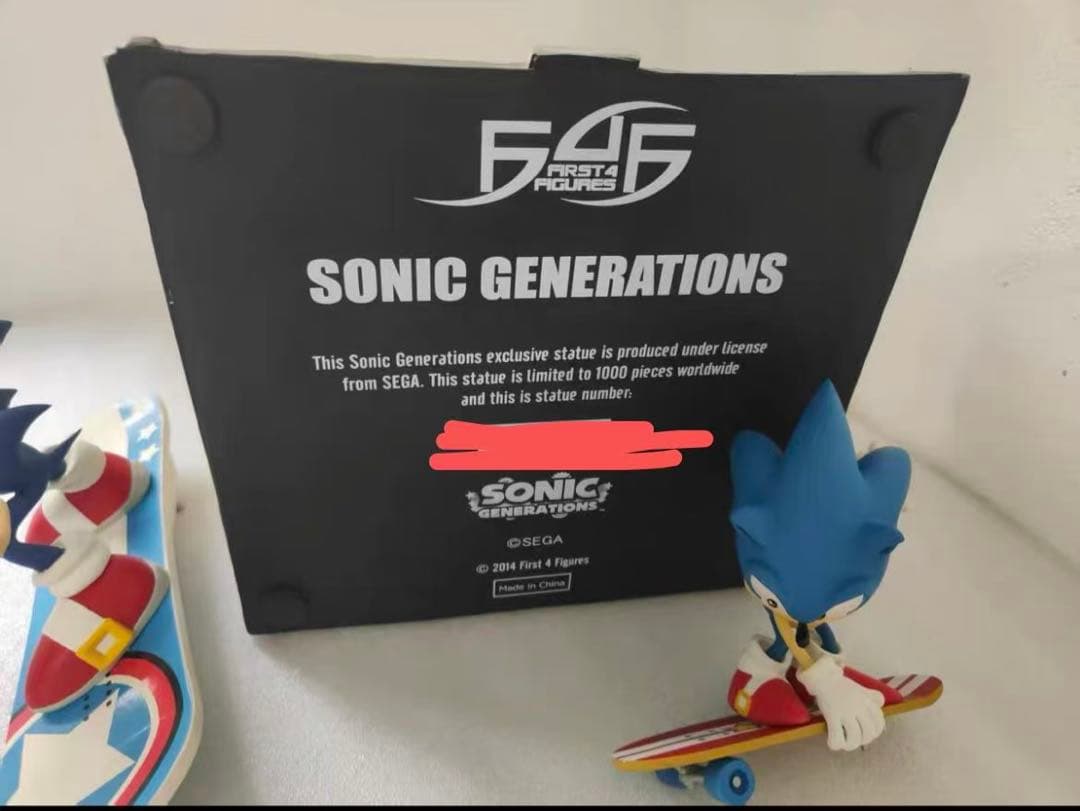 F4F
FIRST 4
FIGURES
SONIC GENERATIONS
This Sonic Generations exclusive statue is produced under license
from SEGA. This statue is limited to 1000 pieces worldwide
and this is statue number:
SONIC
GENERATIONS
©SEGA
© 2014 First 4 Figures
Made in China